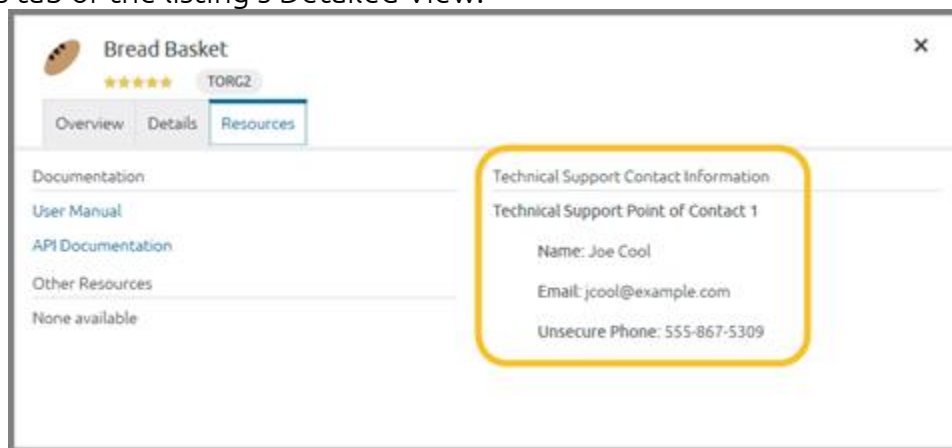 tab of the listing's Detailed View.
Bread Basket
TORG2
Overview Details Resources
Documentation
User Manual
API Documentation
Other Resources
None available
Technical Support Contact Information
Technical Support Point of Contact 1
Name: Joe Cool
Email: jcool@example.com
Unsecure Phone: 555-867-5309